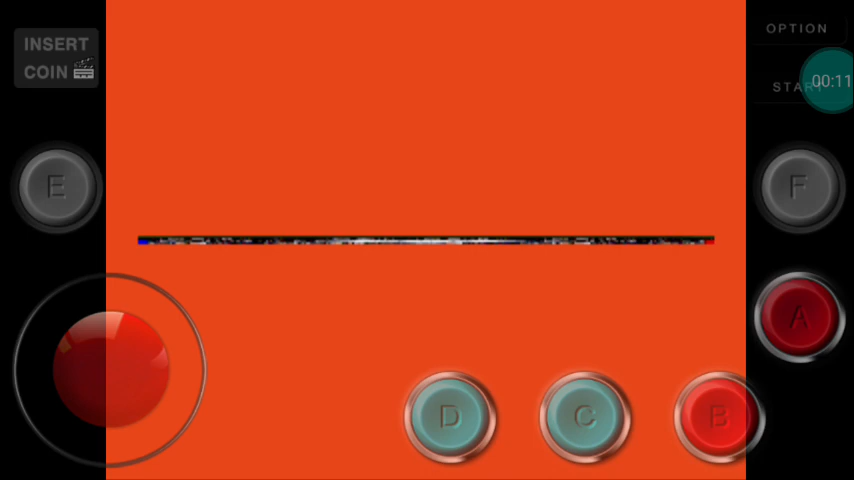 INSERT
COIN
OPTION
START
00:11
E
F
A
D
C
B